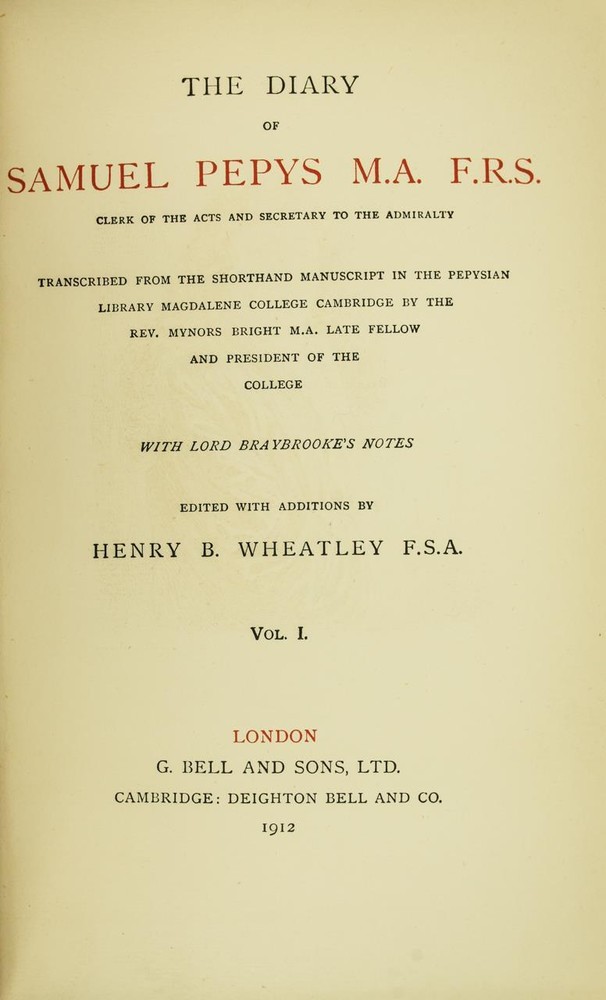 THE DIARY
OF
SAMUEL PEPYS M.A. F.R.S.
CLERK OF THE ACTS AND SECRETARY TO THE ADMIRALTY
TRANSCRIBED FROM THE SHORTHAND MANUSCRIPT IN THE PEPYSIAN
LIBRARY MAGDALENE COLLEGE CAMBRIDGE BY THE
REV. MYNORS BRIGHT M.A. LATE FELLOW
AND PRESIDENT OF THE
COLLEGE
WITH LORD BRAYBROOKE'S NOTES
EDITED WITH ADDITIONS BY
HENRY B. WHEATLEY F.S.A.
VOL. I.
LONDON
G. BELL AND SONS, LTD.
CAMBRIDGE: DEIGHTON BELL AND CO.
1912